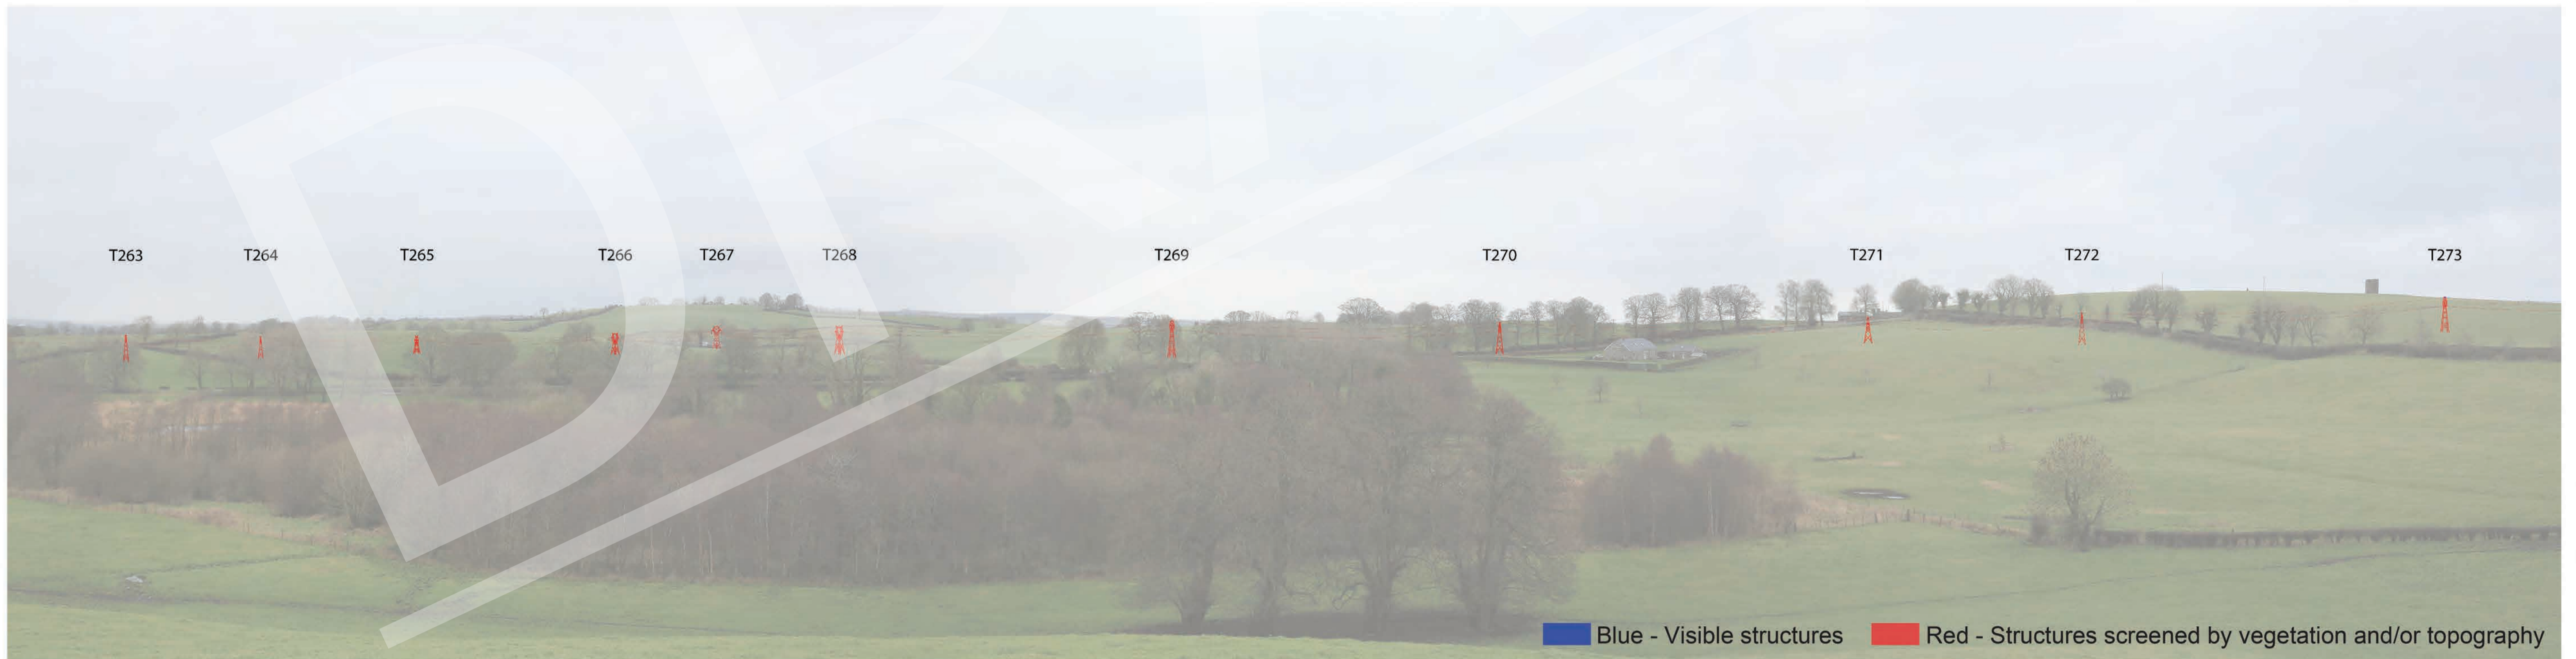 T263 T264 T265 T266 T267 T268 T269 T270 T271 T272 T273
Blue - Visible structures Red - Structures screened by vegetation and/or topography